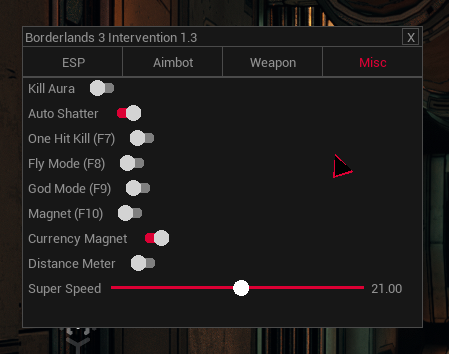 Borderlands 3 Intervention 1.3 X
ESP Aimbot Weapon Misc
Kill Aura
Auto Shatter
One Hit Kill (F7)
Fly Mode (F8)
God Mode (F9)
Magnet (F10)
Currency Magnet
Distance Meter
Super Speed 21.00